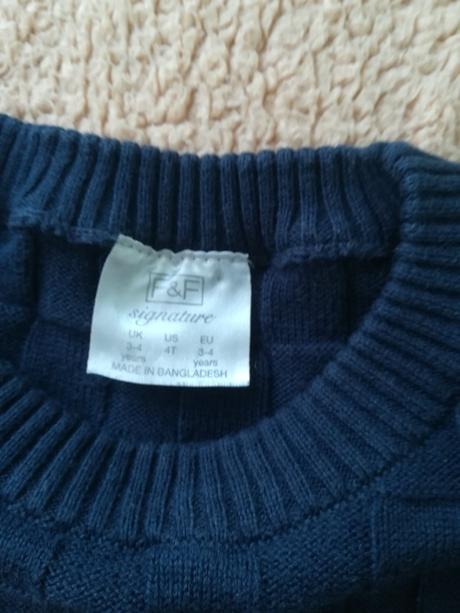 F&F
signature
UK US EU
3-4 4T 3-4
years years
MADE IN BANGLADESH